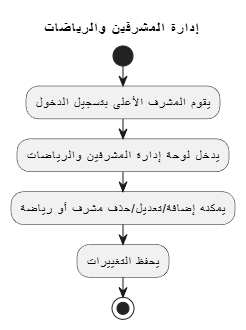 إدارة المشرفين والرياضات
يقوم المشرف الأعلى بتسجيل الدخول
يدخل لوحة إدارة المشرفين والرياضات
يمكنه إضافة/تعديل/حذف مشرف أو رياضة
يحفظ التغييرات